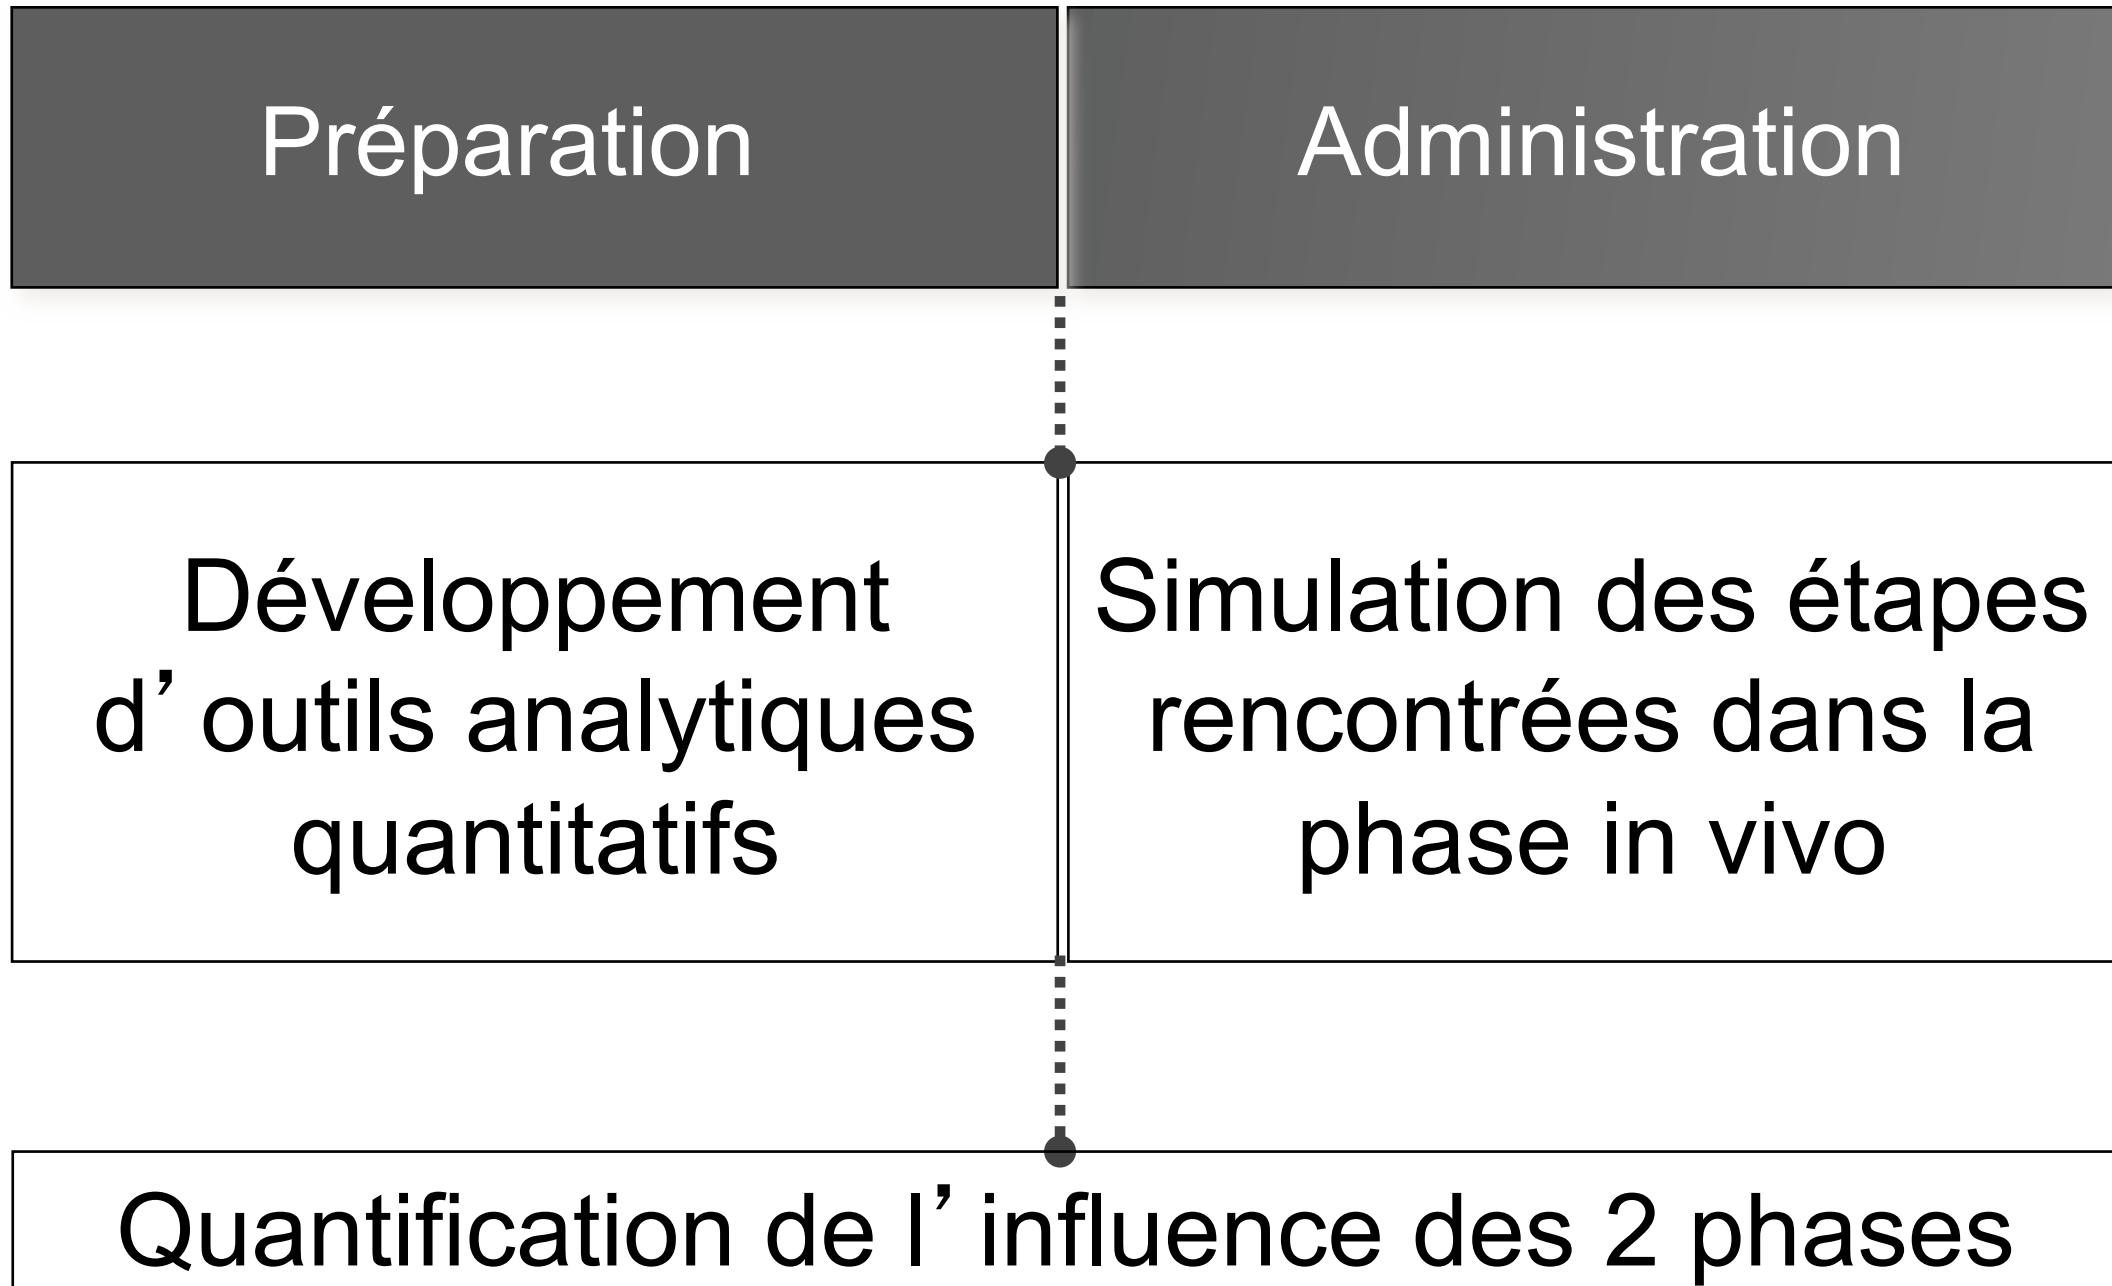 Préparation
Administration
Développement
d’ outils analytiques
quantitatifs
Simulation des étapes
rencontrées dans la
phase in vivo
Quantification de l’ influence des 2 phases